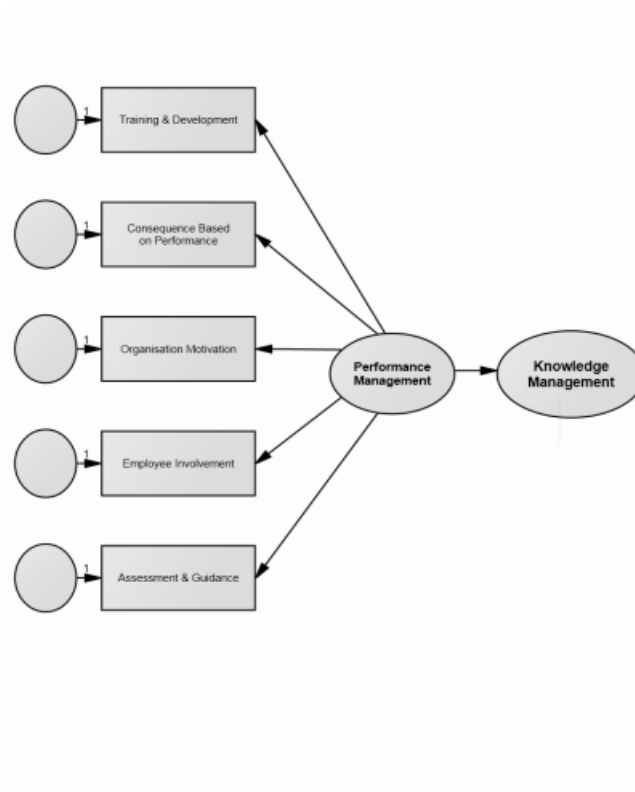 1
Training & Development
1
Consequence Based
on Performance
1
Organisation Motivation
Performance
Management
Knowledge
Management
1
Employee Involvement
1
Assessment & Guidance